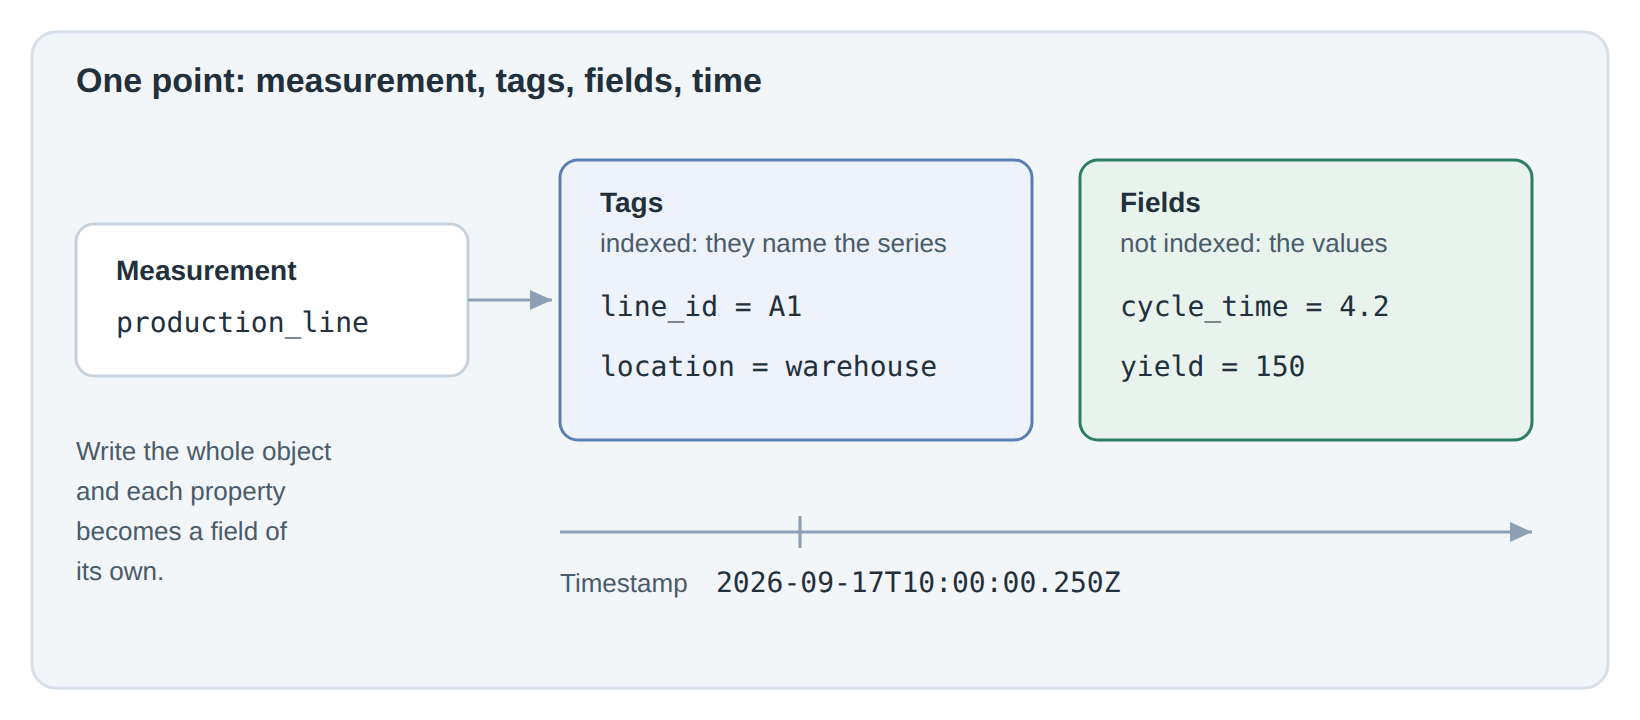 One point: measurement, tags, fields, time
Measurement
production_line
Write the whole object
and each property
becomes a field of
its own.
Tags
indexed: they name the series
line_id = A1
location = warehouse
Fields
not indexed: the values
cycle_time = 4.2
yield = 150
Timestamp 2026-09-17T10:00:00.250Z